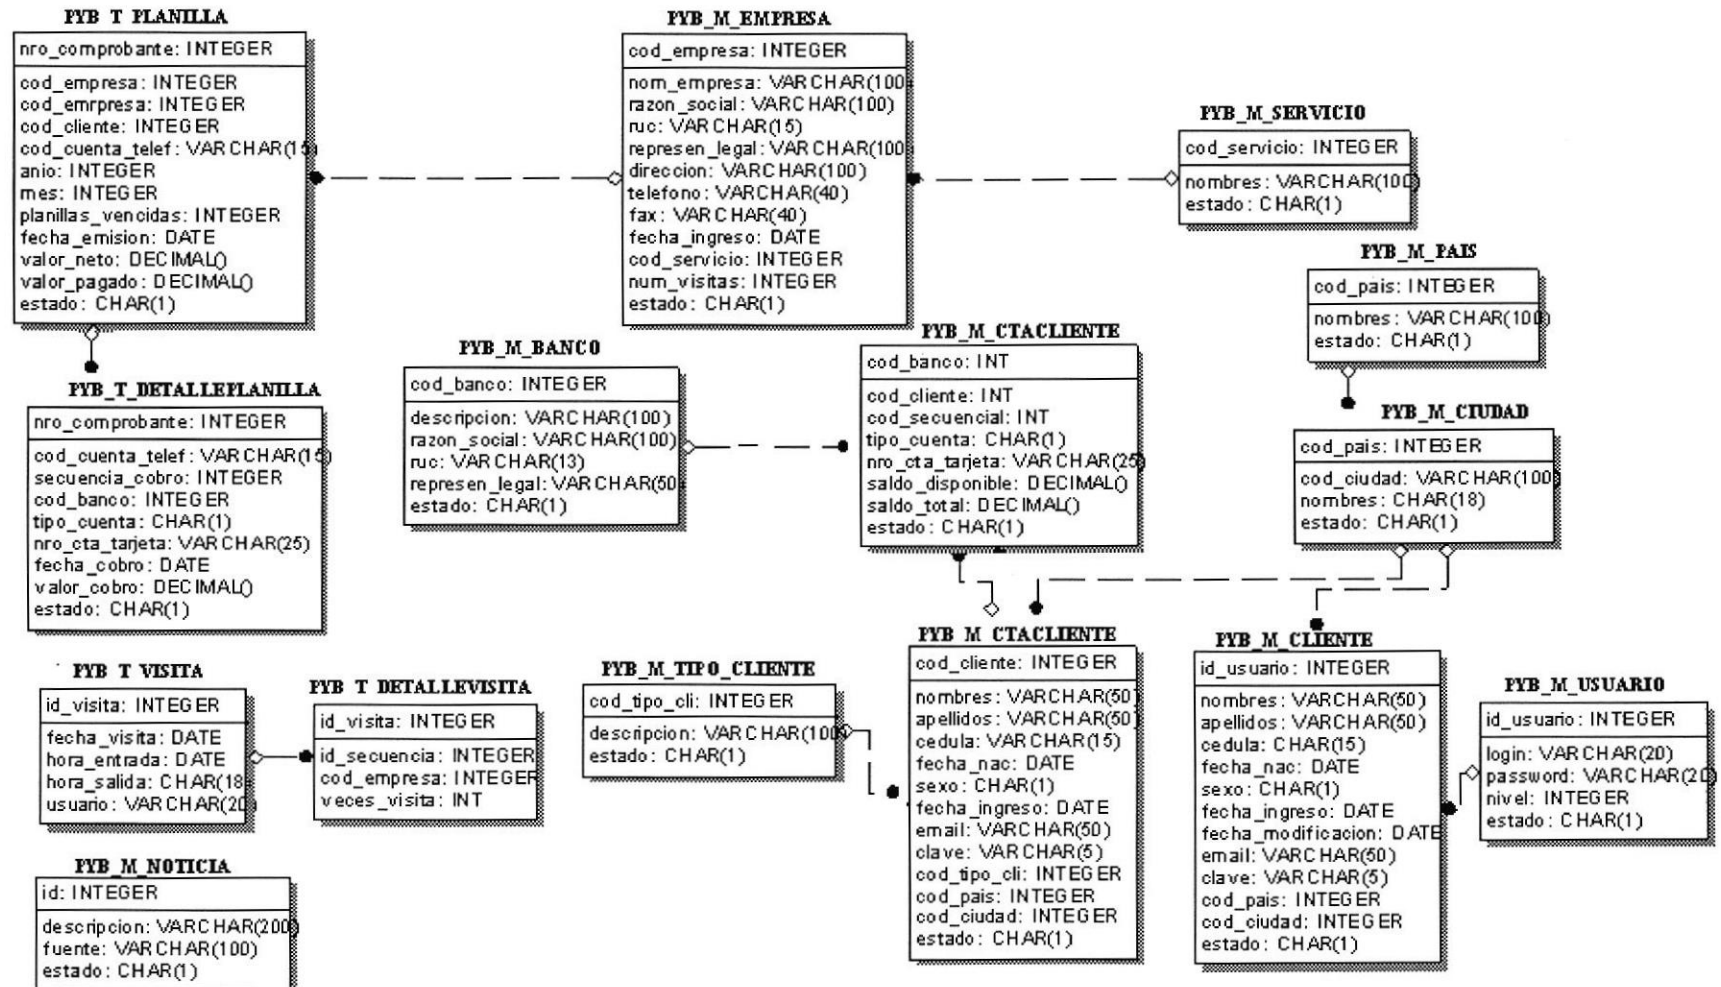 PYB_T_PLANILLA
nro_comprobante: INTEGER
cod_empresa: INTEGER
cod_emrpresa: INTEGER
cod_cliente: INTEGER
cod_cuenta_telef: VARCHAR(15)
anio: INTEGER
mes: INTEGER
planillas_vencidas: INTEGER
fecha_emision: DATE
valor_neto: DECIMAL()
valor_pagado: DECIMAL()
estado: CHAR(1)
PYB_M_EMPRESA
cod_empresa: INTEGER
nom_empresa: VARCHAR(100
razon_social: VARCHAR(100)
ruc: VARCHAR(15)
represen_legal: VARCHAR(100
direccion: VARCHAR(100)
telefono: VARCHAR(40)
fax: VARCHAR(40)
fecha_ingreso: DATE
cod_servicio: INTEGER
num_visitas: INTEGER
estado: CHAR(1)
PYB_M_SERVICIO
cod_servicio: INTEGER
nombres: VARCHAR(100)
estado: CHAR(1)
PYB_M_PAIS
cod_pais: INTEGER
nombres: VARCHAR(100)
estado: CHAR(1)
PYB_M_BANCO
cod_banco: INTEGER
descripcion: VARCHAR(100)
razon_social: VARCHAR(100)
ruc: VARCHAR(13)
represen_legal: VARCHAR(50
estado: CHAR(1)
PYB_M_CTACLIENTE
cod_banco: INT
cod_cliente: INT
cod_secuencial: INT
tipo_cuenta: CHAR(1)
nro_cta_tarjeta: VARCHAR(25)
saldo_disponible: DECIMAL()
saldo_total: DECIMAL()
estado: CHAR(1)
PYB_M_CIUDAD
cod_pais: INTEGER
cod_ciudad: VARCHAR(100)
nombres: CHAR(18)
estado: CHAR(1)
PYB_T_DETALLEPLANILLA
nro_comprobante: INTEGER
cod_cuenta_telef: VARCHAR(15)
secuencia_cobro: INTEGER
cod_banco: INTEGER
tipo_cuenta: CHAR(1)
nro_cta_tarjeta: VARCHAR(25)
fecha_cobro: DATE
valor_cobro: DECIMAL()
estado: CHAR(1)
PYB_T_VISITA
id_visita: INTEGER
fecha_visita: DATE
hora_entrada: DATE
hora_salida: CHAR(18
usuario: VARCHAR(20)
PYB_T_DETALLEVISITA
id_visita: INTEGER
id_secuencia: INTEGER
cod_empresa: INTEGER
veces_visita: INT
PYB_M_TIPO_CLIENTE
cod_tipo_cli: INTEGER
descripcion: VARCHAR(100
estado: CHAR(1)
PYB_M_CTACLIENTE
cod_cliente: INTEGER
nombres: VARCHAR(50)
apellidos: VARCHAR(50)
cedula: VARCHAR(15)
fecha_nac: DATE
sexo: CHAR(1)
fecha_ingreso: DATE
email: VARCHAR(50)
clave: VARCHAR(5)
cod_tipo_cli: INTEGER
cod_pais: INTEGER
cod_ciudad: INTEGER
estado: CHAR(1)
PYB_M_CLIENTE
id_usuario: INTEGER
nombres: VARCHAR(50)
apellidos: VARCHAR(50)
cedula: CHAR(15)
fecha_nac: DATE
sexo: CHAR(1)
fecha_ingreso: DATE
fecha_modificacion: DATE
email: VARCHAR(50)
clave: VARCHAR(5)
cod_pais: INTEGER
cod_ciudad: INTEGER
estado: CHAR(1)
PYB_M_USUARIO
id_usuario: INTEGER
login: VARCHAR(20)
password: VARCHAR(20)
nivel: INTEGER
estado: CHAR(1)
PYB_M_NOTICIA
id: INTEGER
descripcion: VARCHAR(200)
fuente: VARCHAR(100)
estado: CHAR(1)